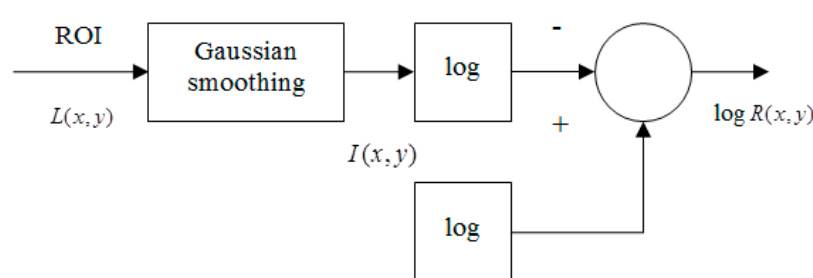 ROI
L(x, y)
Gaussian
smoothing
I(x, y)
log
-
+
log R(x, y)
log